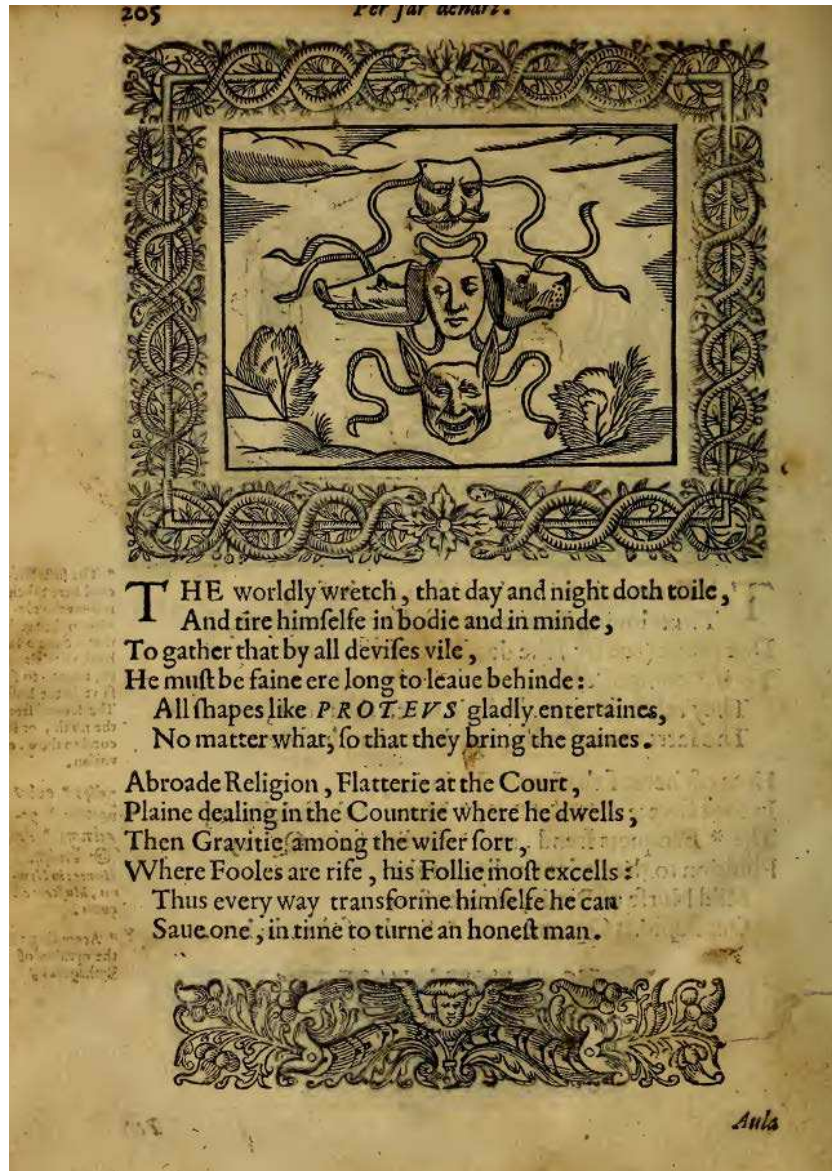 205
Per far denari.
THE worldly wretch, that day and night doth toile,
And tire himſelfe in bodie and in minde,
To gather that by all deviſes vile,
He muſt be faine ere long to leaue behinde:
All ſhapes like PROTEVS gladly entertaines,
No matter what, ſo that they bring the gaines.
Abroade Religion, Flatterie at the Court,
Plaine dealing in the Countrie where he dwells,
Then Gravitie among the wiſer ſort,
Where Fooles are rife, his Follie moſt excells:
Thus every way transforme himſelfe he can
Saue one, in time to turne an honeſt man.
Aula